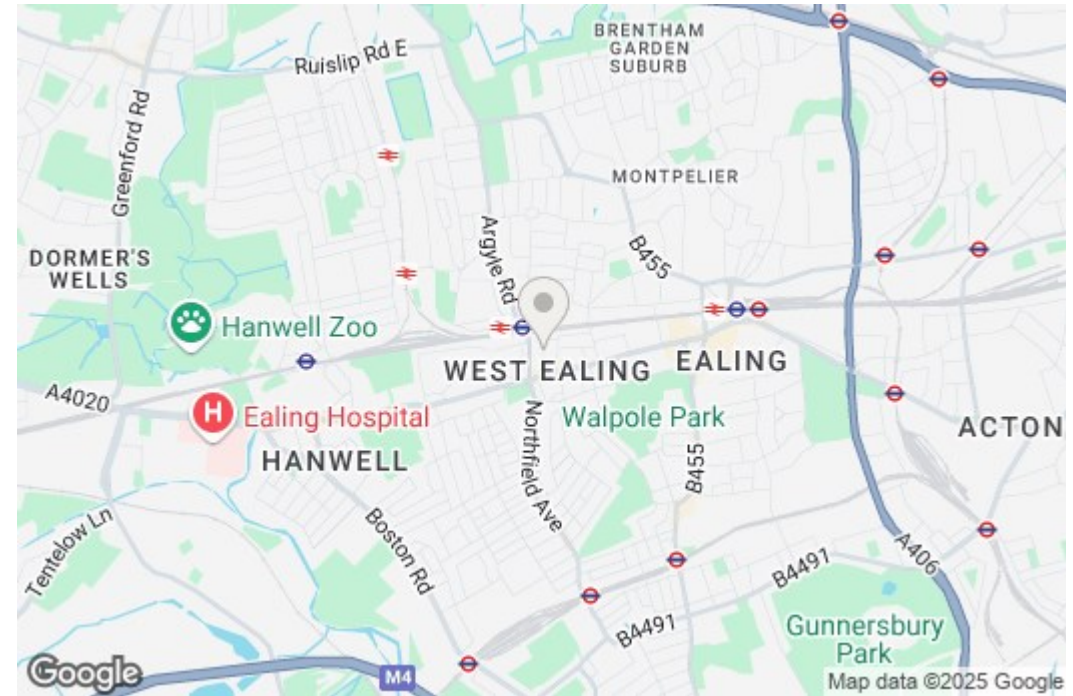 BRENTHAM
GARDEN
SUBURB
Ruislip Rd E
Greenford Rd
MONTPELIER
Argyle Rd
B455
DORMER'S
WELLS
Hanwell Zoo
WEST EALING
EALING
A4020
H
Ealing Hospital
Walpole Park
ACTON
HANWELL
Northfield Ave
B455
Tentelow Ln
Boston Rd
B4491
A406
B4491
Gunnersbury
Park
M4
Google
Map data ©2025 Google